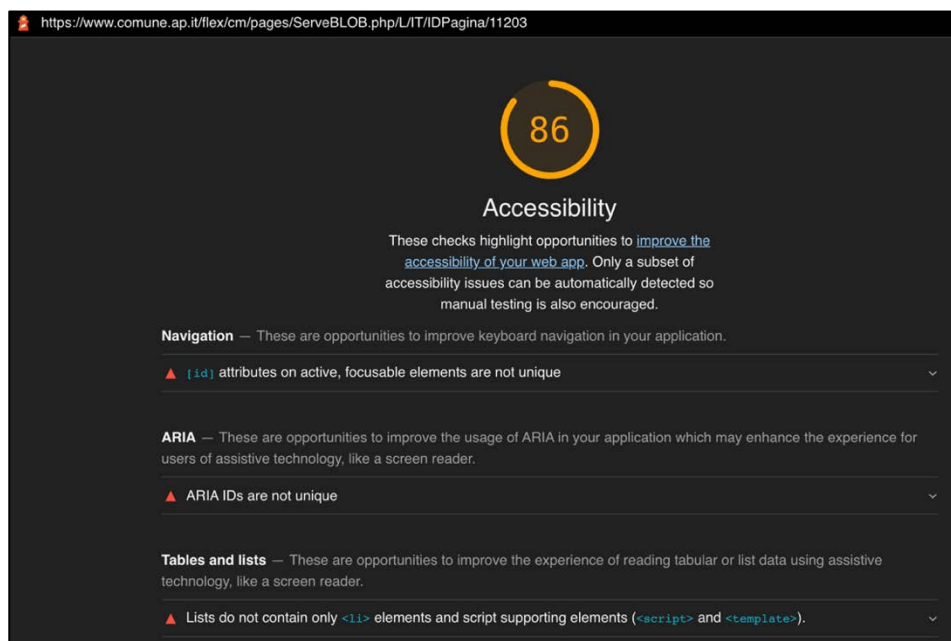 https://www.comune.ap.it/flex/cm/pages/ServeBLOB.php/L/IT/IDPagina/11203
86
Accessibility
These checks highlight opportunities to improve the
accessibility of your web app. Only a subset of
accessibility issues can be automatically detected so
manual testing is also encouraged.
Navigation — These are opportunities to improve keyboard navigation in your application.
[id] attributes on active, focusable elements are not unique
ARIA — These are opportunities to improve the usage of ARIA in your application which may enhance the experience for
users of assistive technology, like a screen reader.
ARIA IDs are not unique
Tables and lists — These are opportunities to improve the experience of reading tabular or list data using assistive
technology, like a screen reader.
Lists do not contain only <li> elements and script supporting elements (<script> and <template>).